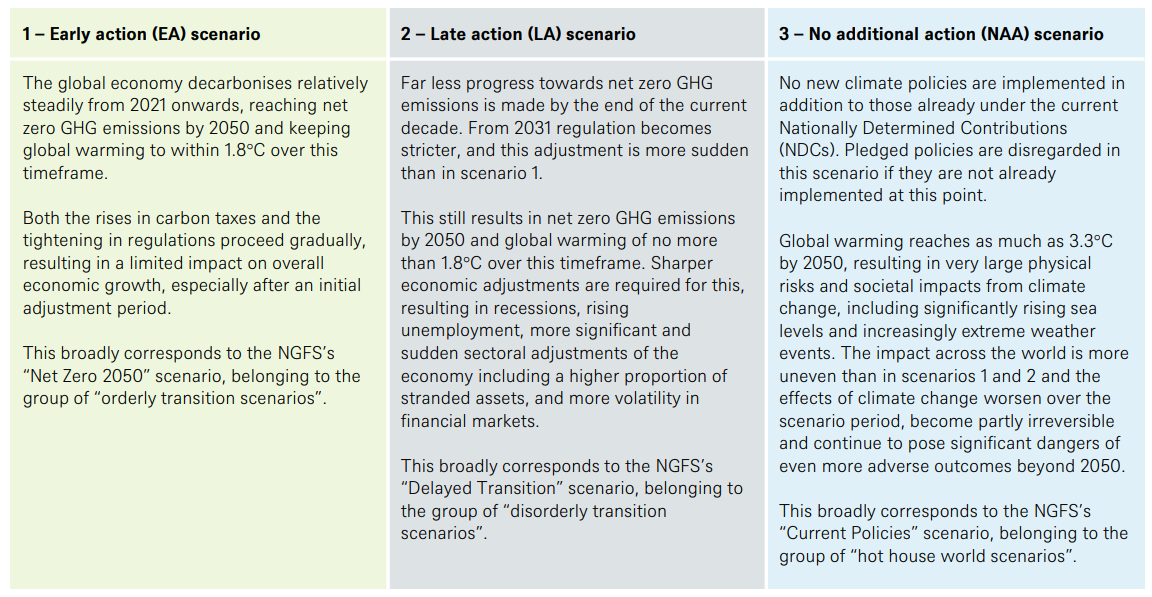 1 – Early action (EA) scenario
The global economy decarbonises relatively
steadily from 2021 onwards, reaching net
zero GHG emissions by 2050 and keeping
global warming to within 1.8°C over this
timeframe.
Both the rises in carbon taxes and the
tightening in regulations proceed gradually,
resulting in a limited impact on overall
economic growth, especially after an initial
adjustment period.
This broadly corresponds to the NGFS’s
“Net Zero 2050” scenario, belonging to the
group of “orderly transition scenarios”.
2 – Late action (LA) scenario
Far less progress towards net zero GHG
emissions is made by the end of the current
decade. From 2031 regulation becomes
stricter, and this adjustment is more sudden
than in scenario 1.
This still results in net zero GHG emissions
by 2050 and global warming of no more
than 1.8°C over this timeframe. Sharper
economic adjustments are required for this,
resulting in recessions, rising
unemployment, more significant and
sudden sectoral adjustments of the
economy including a higher proportion of
stranded assets, and more volatility in
financial markets.
This broadly corresponds to the NGFS’s
“Delayed Transition” scenario, belonging to
the group of “disorderly transition
scenarios”.
3 – No additional action (NAA) scenario
No new climate policies are implemented in
addition to those already under the current
Nationally Determined Contributions
(NDCs). Pledged policies are disregarded in
this scenario if they are not already
implemented at this point.
Global warming reaches as much as 3.3°C
by 2050, resulting in very large physical
risks and societal impacts from climate
change, including significantly rising sea
levels and increasingly extreme weather
events. The impact across the world is more
uneven than in scenarios 1 and 2 and the
effects of climate change worsen over the
scenario period, become partly irreversible
and continue to pose significant dangers of
even more adverse outcomes beyond 2050.
This broadly corresponds to the NGFS’s
“Current Policies” scenario, belonging to the
group of “hot house world scenarios”.